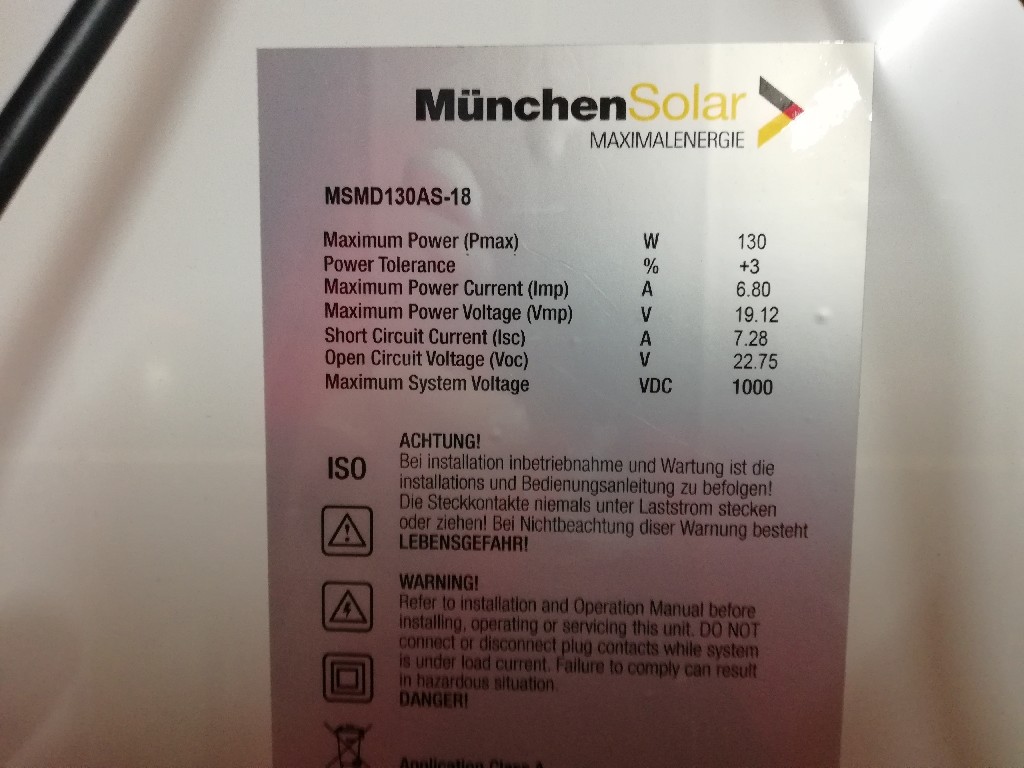 MünchenSolar
MAXIMALENERGIE
MSMD130AS-18
Maximum Power (Pmax) W 130
Power Tolerance % +3
Maximum Power Current (Imp) A 6.80
Maximum Power Voltage (Vmp) V 19.12
Short Circuit Current (Isc) A 7.28
Open Circuit Voltage (Voc) V 22.75
Maximum System Voltage VDC 1000
ACHTUNG!
ISO
Bei installation inbetriebnahme und Wartung ist die
installations und Bedienungsanleitung zu befolgen!
Die Steckkontakte niemals unter Laststrom stecken
oder ziehen! Bei Nichtbeachtung diser Warnung besteht
LEBENSGEFAHR!
WARNING!
Refer to installation and Operation Manual before
installing, operating or servicing this unit. DO NOT
connect or disconnect plug contacts while system
is under load current. Failure to comply can result
in hazardous situation.
DANGER!
Application Class A